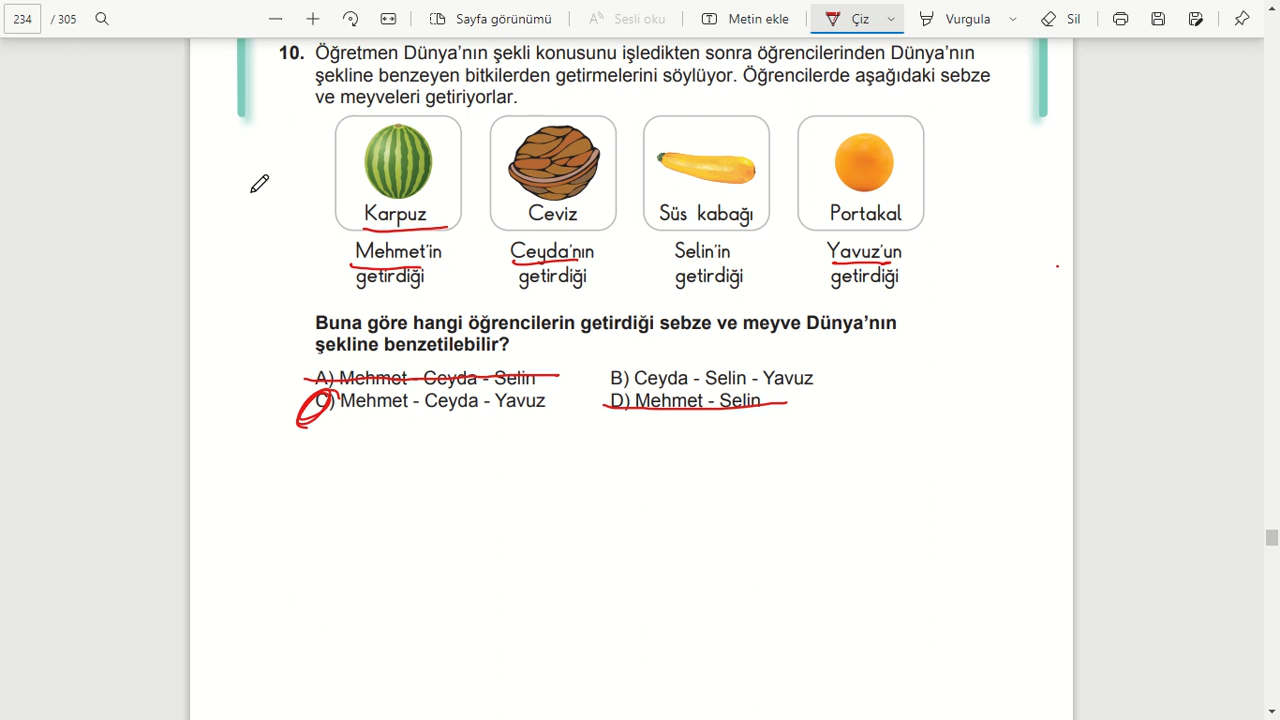 234 / 305 Sayfa görünümü Sesli oku Metin ekle Çiz Vurgula Sil
10. Öğretmen Dünya'nın şekli konusunu işledikten sonra öğrencilerinden Dünya'nın
şekline benzeyen bitkilerden getirmelerini söylüyor. Öğrencilerde aşağıdaki sebze
ve meyveleri getiriyorlar.
Karpuz Ceviz Süs kabağı Portakal
Mehmet'in Ceyda'nın Selin'in Yavuz'un
getirdiği getirdiği getirdiği getirdiği
Buna göre hangi öğrencilerin getirdiği sebze ve meyve Dünya'nın
şekline benzetilebilir?
A) Mehmet - Ceyda - Selin B) Ceyda - Selin - Yavuz
C) Mehmet - Ceyda - Yavuz D) Mehmet - Selin